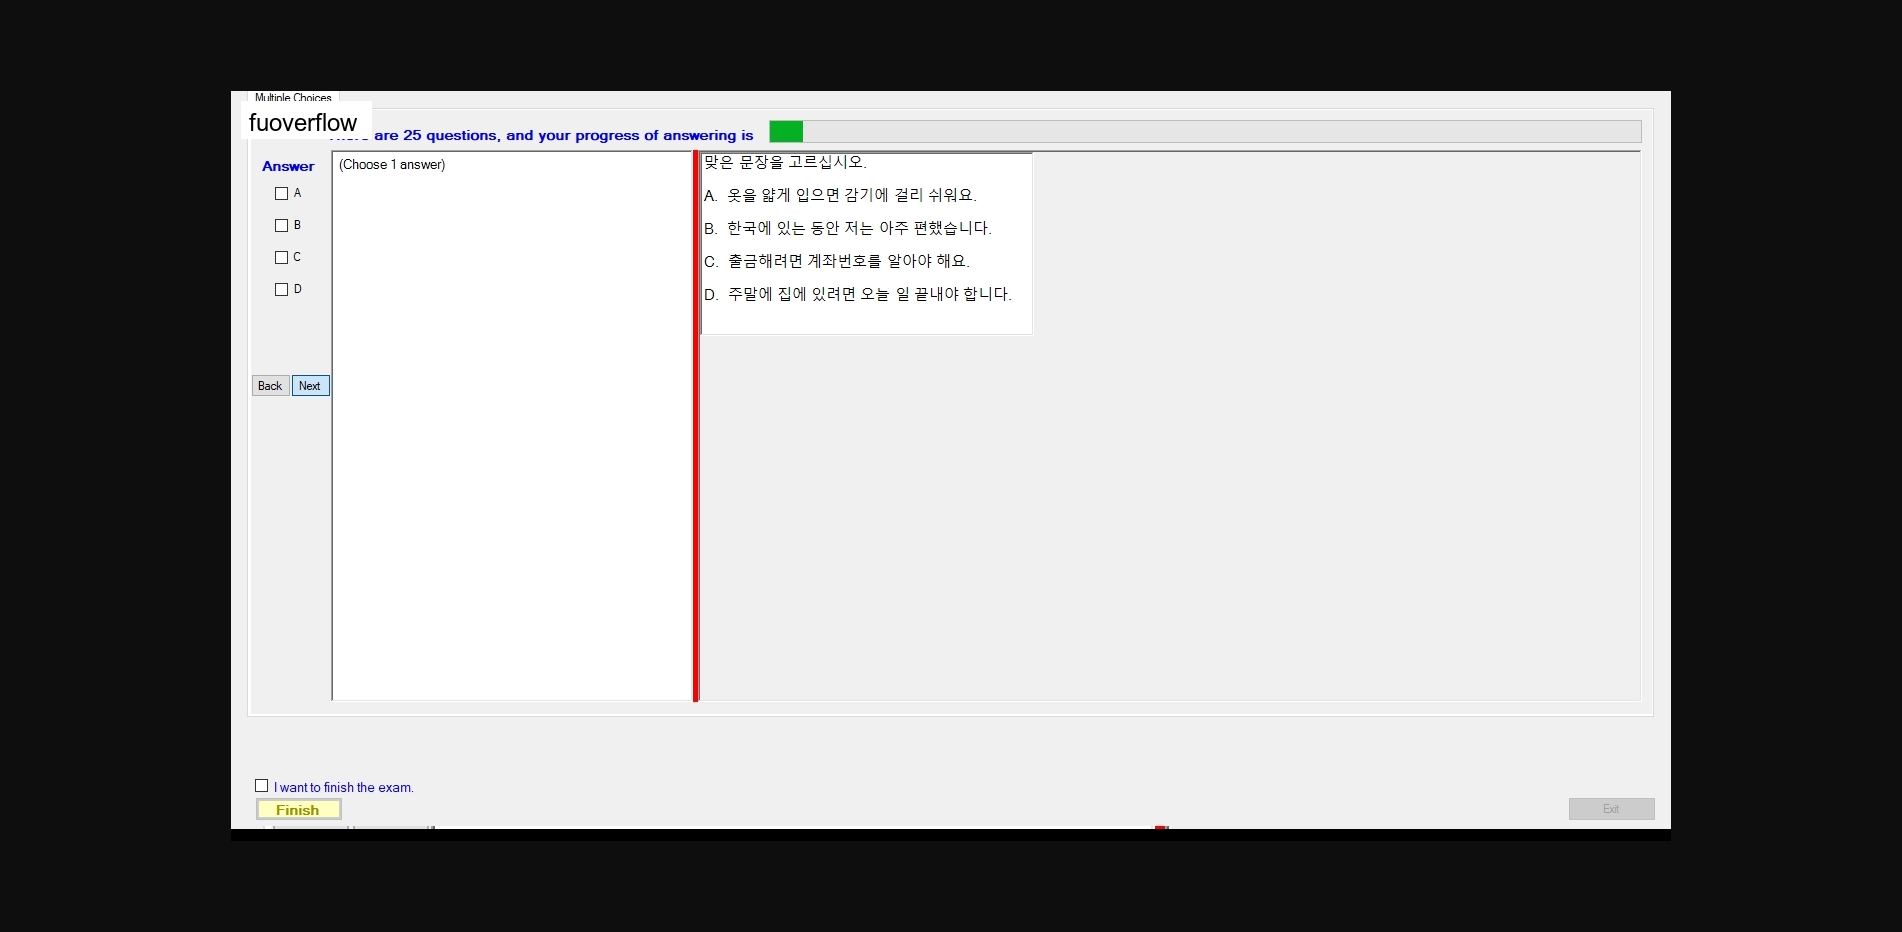 Multiple Choices
fuoverflow
are 25 questions, and your progress of answering is
Answer
(Choose 1 answer)
A
B
C
D
맞은 문장을 고르십시오.
A. 옷을 얇게 입으면 감기에 걸리 쉬워요.
B. 한국에 있는 동안 저는 아주 편했습니다.
C. 출금해려면 계좌번호를 알아야 해요.
D. 주말에 집에 있려면 오늘 일 끝내야 합니다.
Back Next
I want to finish the exam.
Finish
Exit